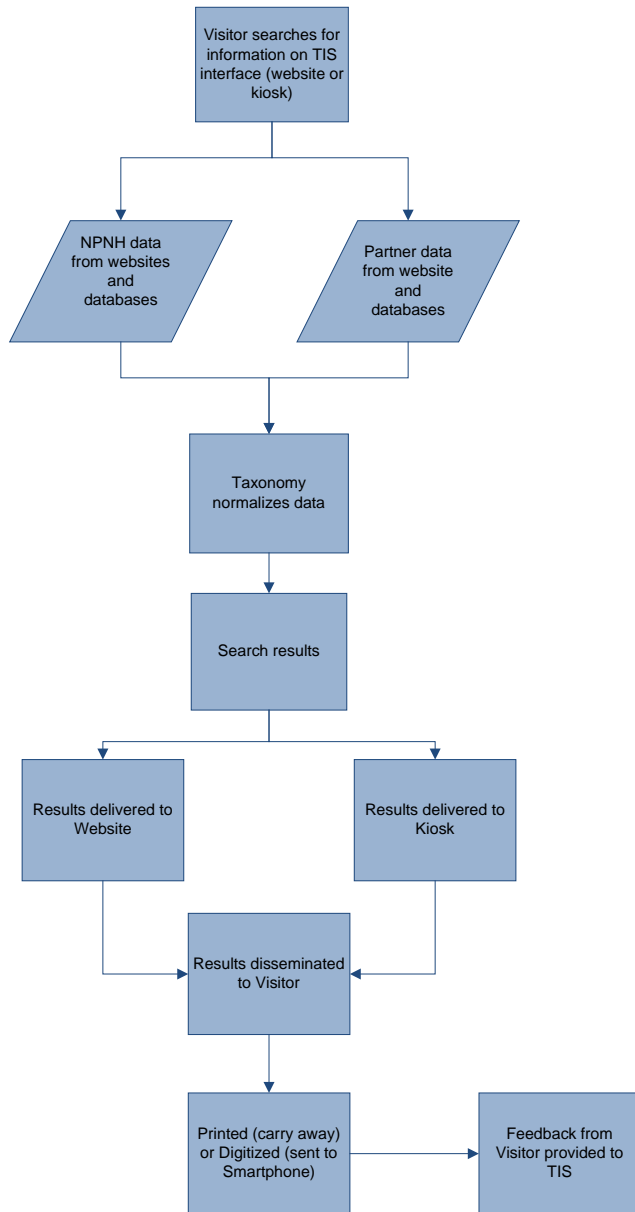 Visitor searches for
information on TIS
interface (website or
kiosk)
NPNH data
from websites
and
databases
Partner data
from website
and
databases
Taxonomy
normalizes data
Search results
Results delivered to
Website
Results delivered to
Kiosk
Results disseminated
to Visitor
Printed (carry away)
or Digitized (sent to
Smartphone)
Feedback from
Visitor provided to
TIS